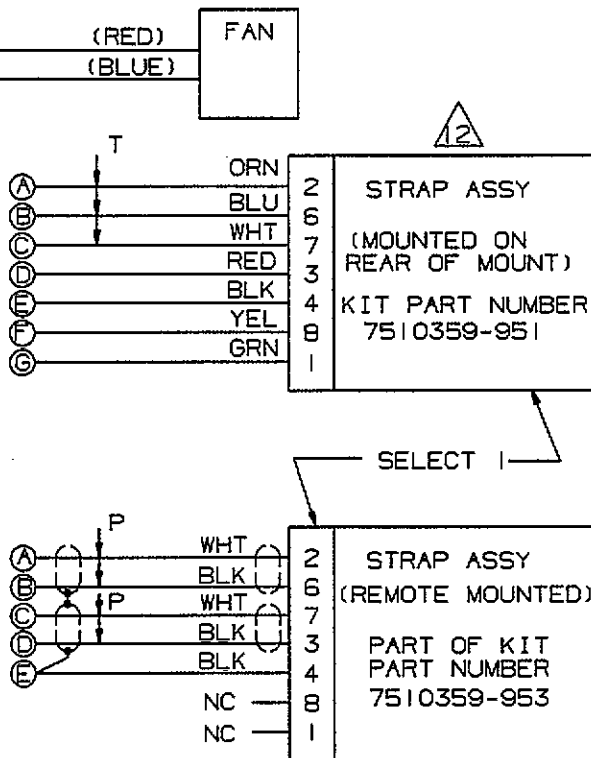 (RED)
(BLUE)
FAN
12
T
A ORN 2
B BLU 6
C WHT 7
D RED 3
E BLK 4
F YEL 8
G GRN 1
STRAP ASSY
(MOUNTED ON
REAR OF MOUNT)
KIT PART NUMBER
7510359-951
SELECT 1
P
P
A WHT 2
B BLK 6
C WHT 7
D BLK 3
E BLK 4
NC 8
NC 1
STRAP ASSY
(REMOTE MOUNTED)
PART OF KIT
PART NUMBER
7510359-953